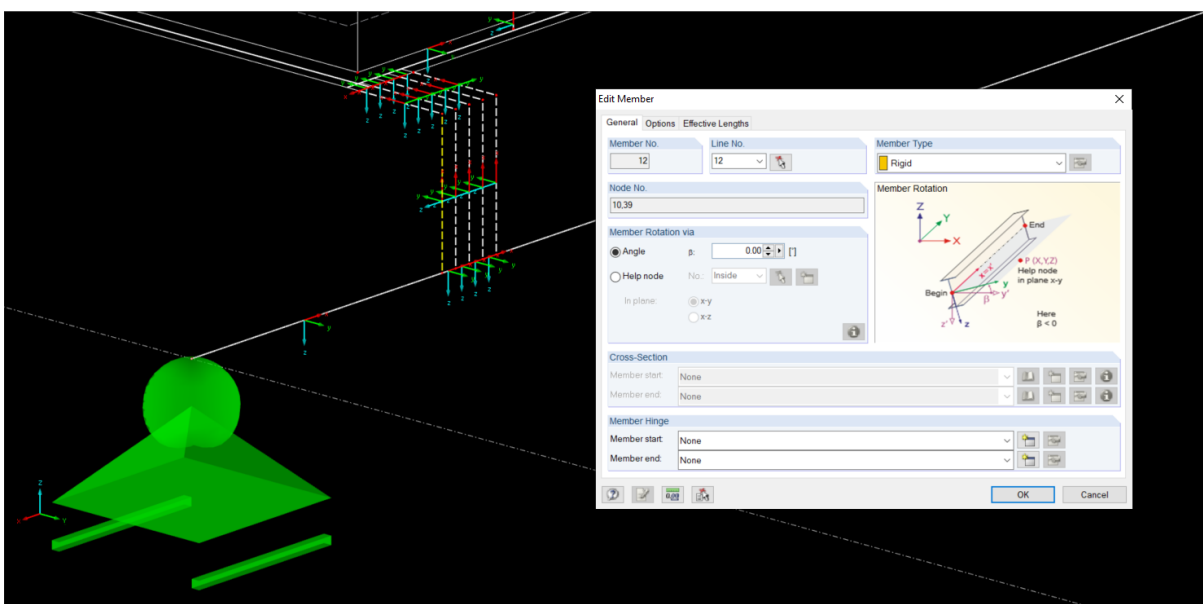 Edit Member
General Options Effective Lengths
Member No.
12
Line No.
12
Member Type
Rigid
Node No.
10,39
Member Rotation via
Angle β: 0.00 [°]
Help node No.: Inside
In plane: x-y
x-z
Member Rotation
Z
Y
X
End
P (X,Y,Z)
Help node
in plane x-y
x=x'
y
y'
β
Begin
z'
z
Here
β < 0
Cross-Section
Member start: None
Member end: None
Member Hinge
Member start: None
Member end: None
OK Cancel
z
x
y